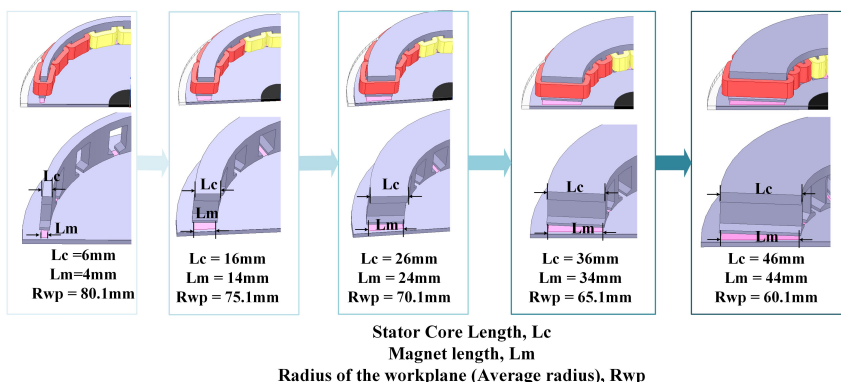 Lc
Lm
Lc =6mm
Lm=4mm
Rwp = 80.1mm
Lc
Lm
Lc = 16mm
Lm = 14mm
Rwp = 75.1mm
Lc
Lm
Lc = 26mm
Lm = 24mm
Rwp = 70.1mm
Lc
Lm
Lc = 36mm
Lm = 34mm
Rwp = 65.1mm
Lc
Lm
Lc = 46mm
Lm = 44mm
Rwp = 60.1mm
Stator Core Length, Lc
Magnet length, Lm
Radius of the workplane (Average radius), Rwp